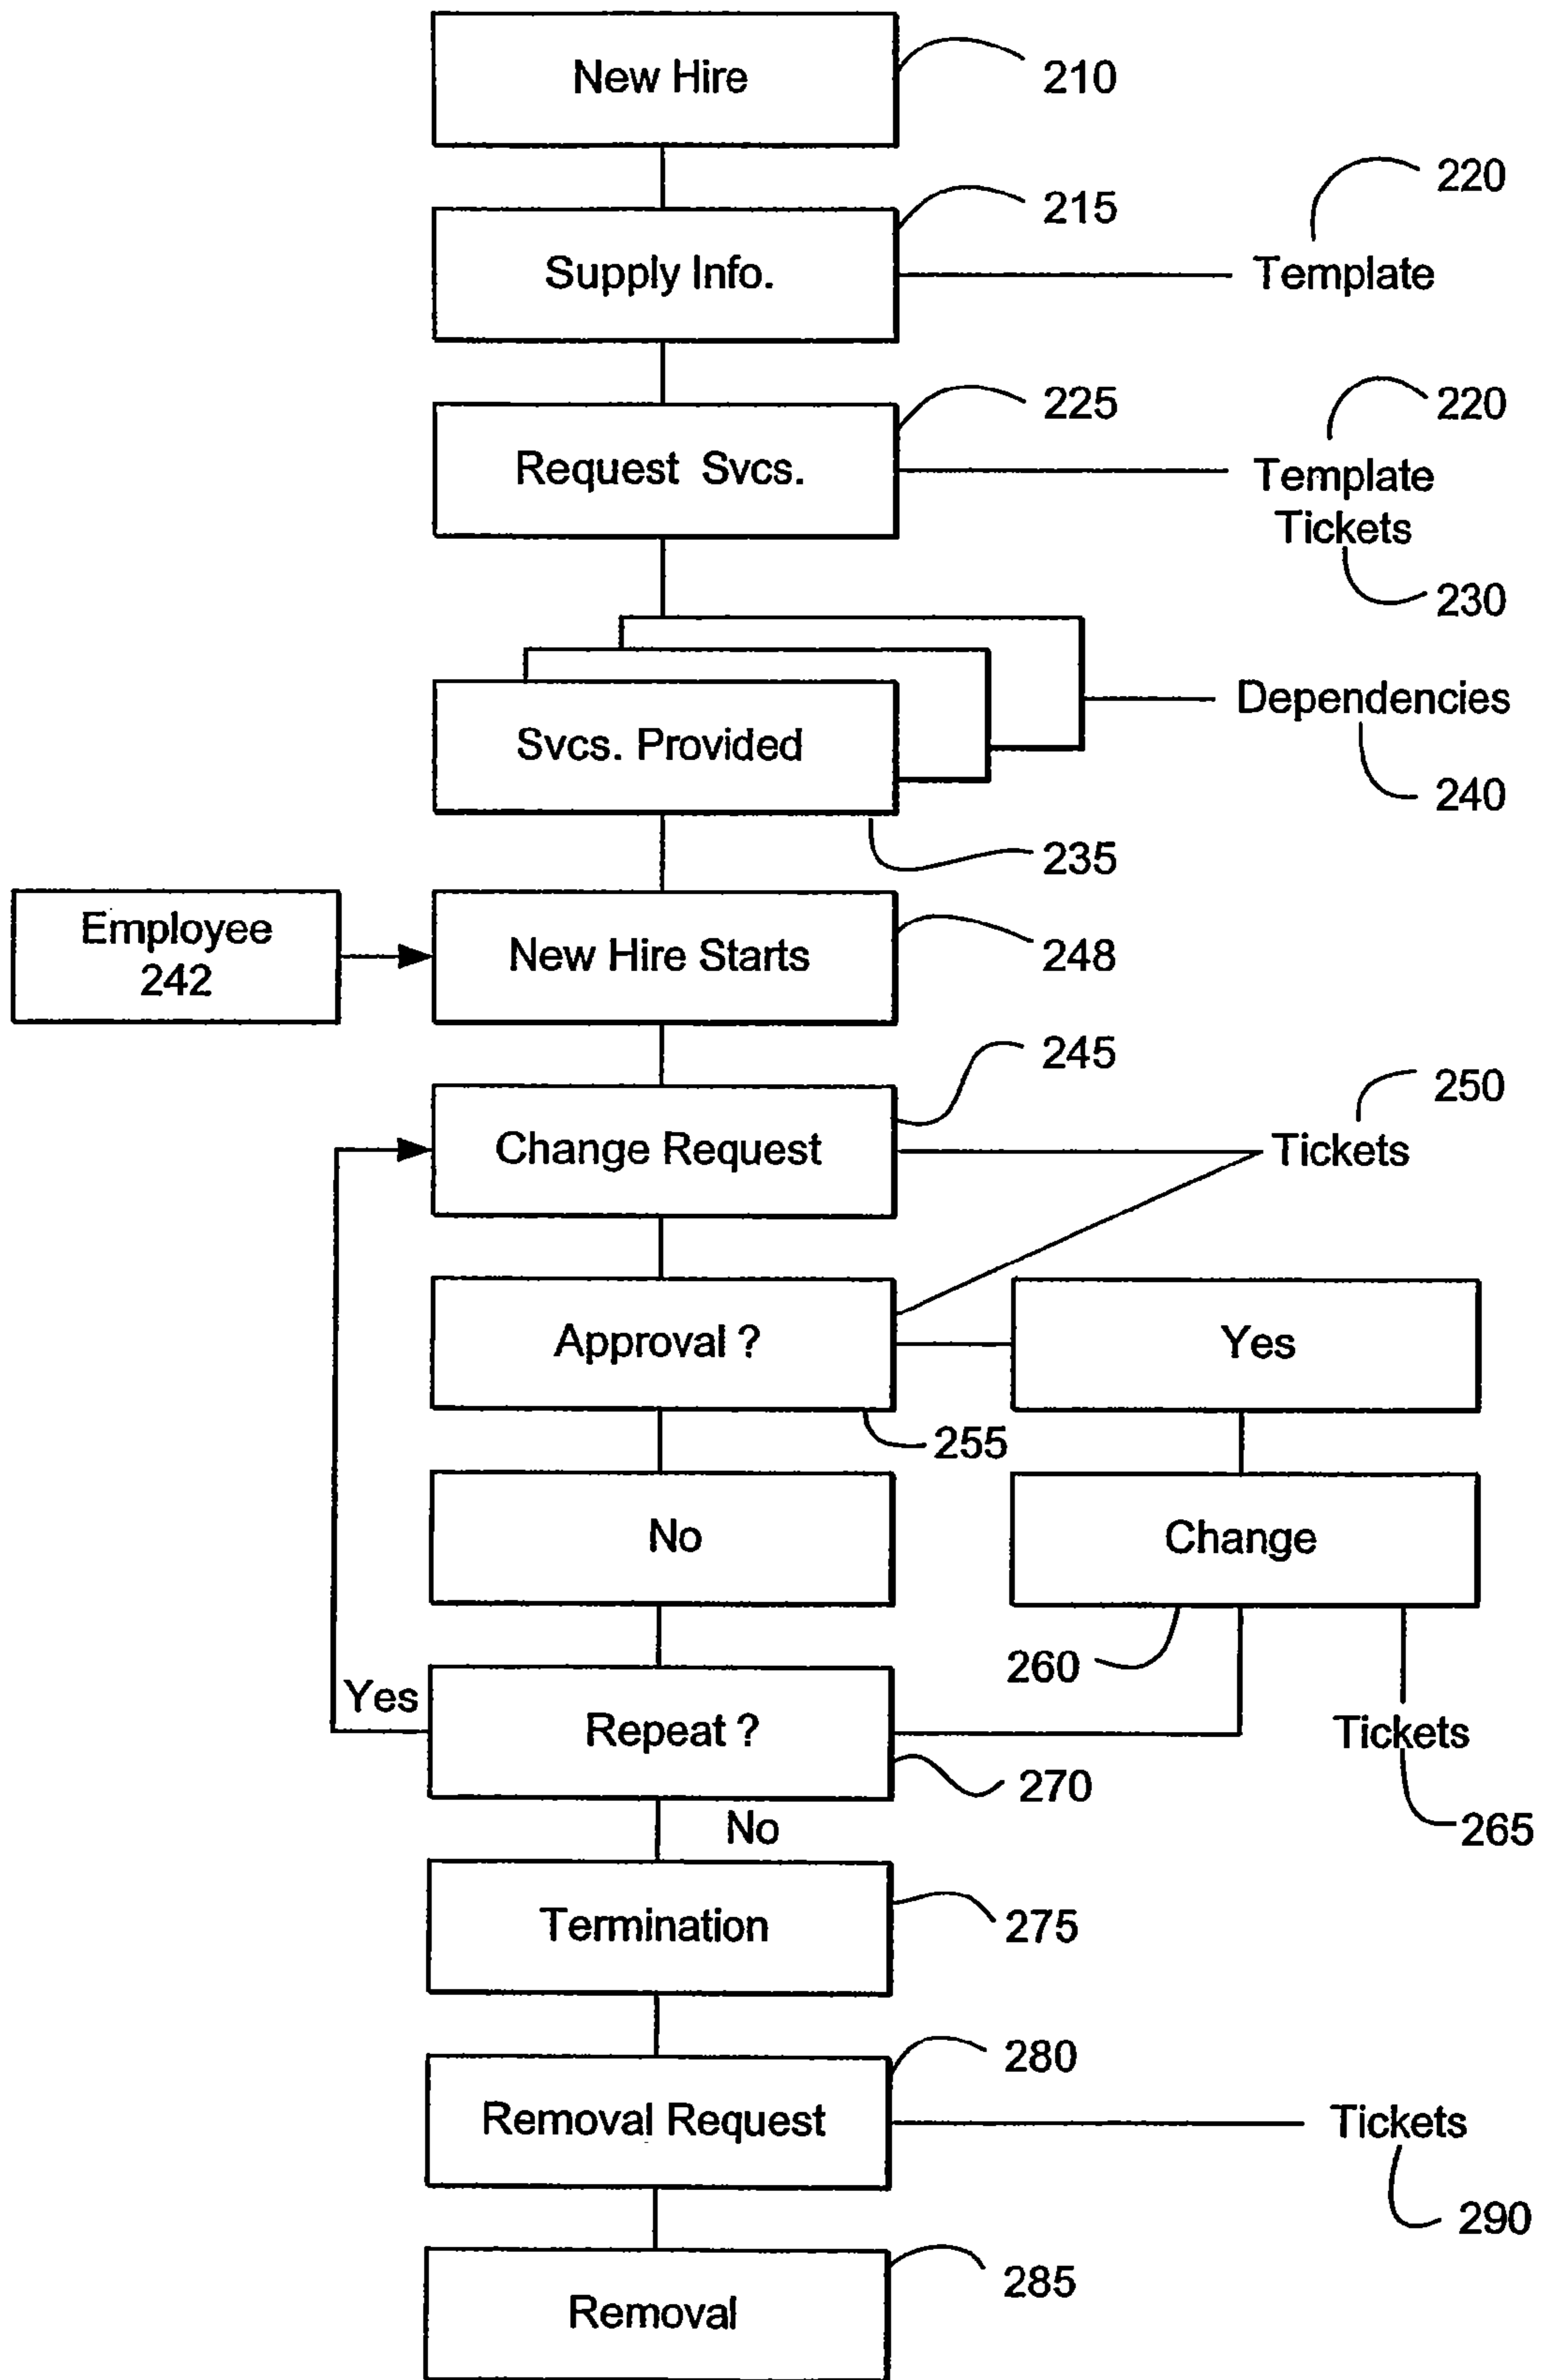 New Hire
210
220
215
Supply Info.
Template
225
220
Request Svcs.
Template
Tickets
230
Dependencies
Svcs. Provided
240
235
Employee
242
New Hire Starts
248
245
250
Change Request
Tickets
Approval ?
Yes
255
No
Change
260
Yes
Repeat ?
Tickets
270
No
265
Termination
275
280
Removal Request
Tickets
290
285
Removal